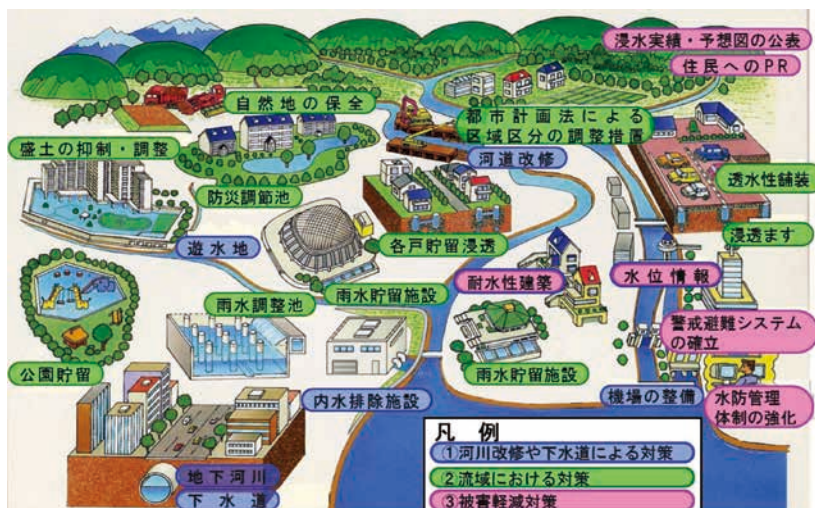 浸水実績・予想図の公表
住民へのPR
自然地の保全
都市計画法による
区域区分の調整措置
盛土の抑制・調整
河道改修
防災調節池
透水性舗装
遊水地
各戸貯留浸透
浸透ます
雨水調整池
雨水貯留施設
耐水性建築
水位情報
警戒避難システム
の確立
公園貯留
雨水貯留施設
内水排除施設
機場の整備
水防管理
体制の強化
地下河川
下水道
凡例
①河川改修や下水道による対策
②流域における対策
③被害軽減対策